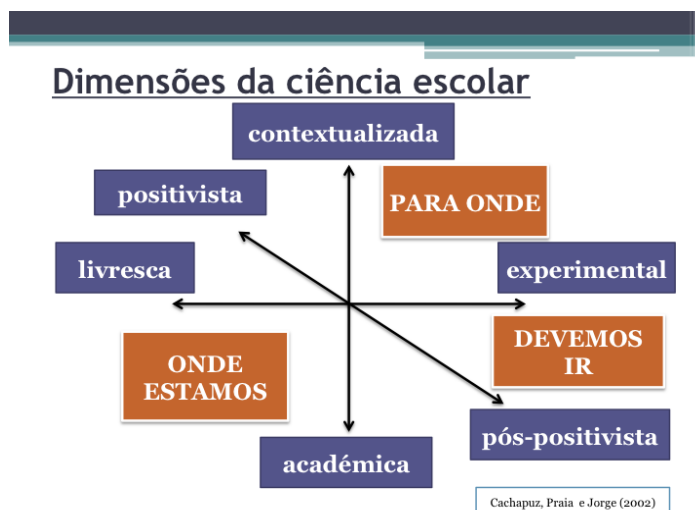 Dimensões da ciência escolar
contextualizada
positivista
PARA ONDE
livresca
experimental
ONDE
ESTAMOS
DEVEMOS
IR
pós-positivista
académica
Cachapuz, Praia e Jorge (2002)